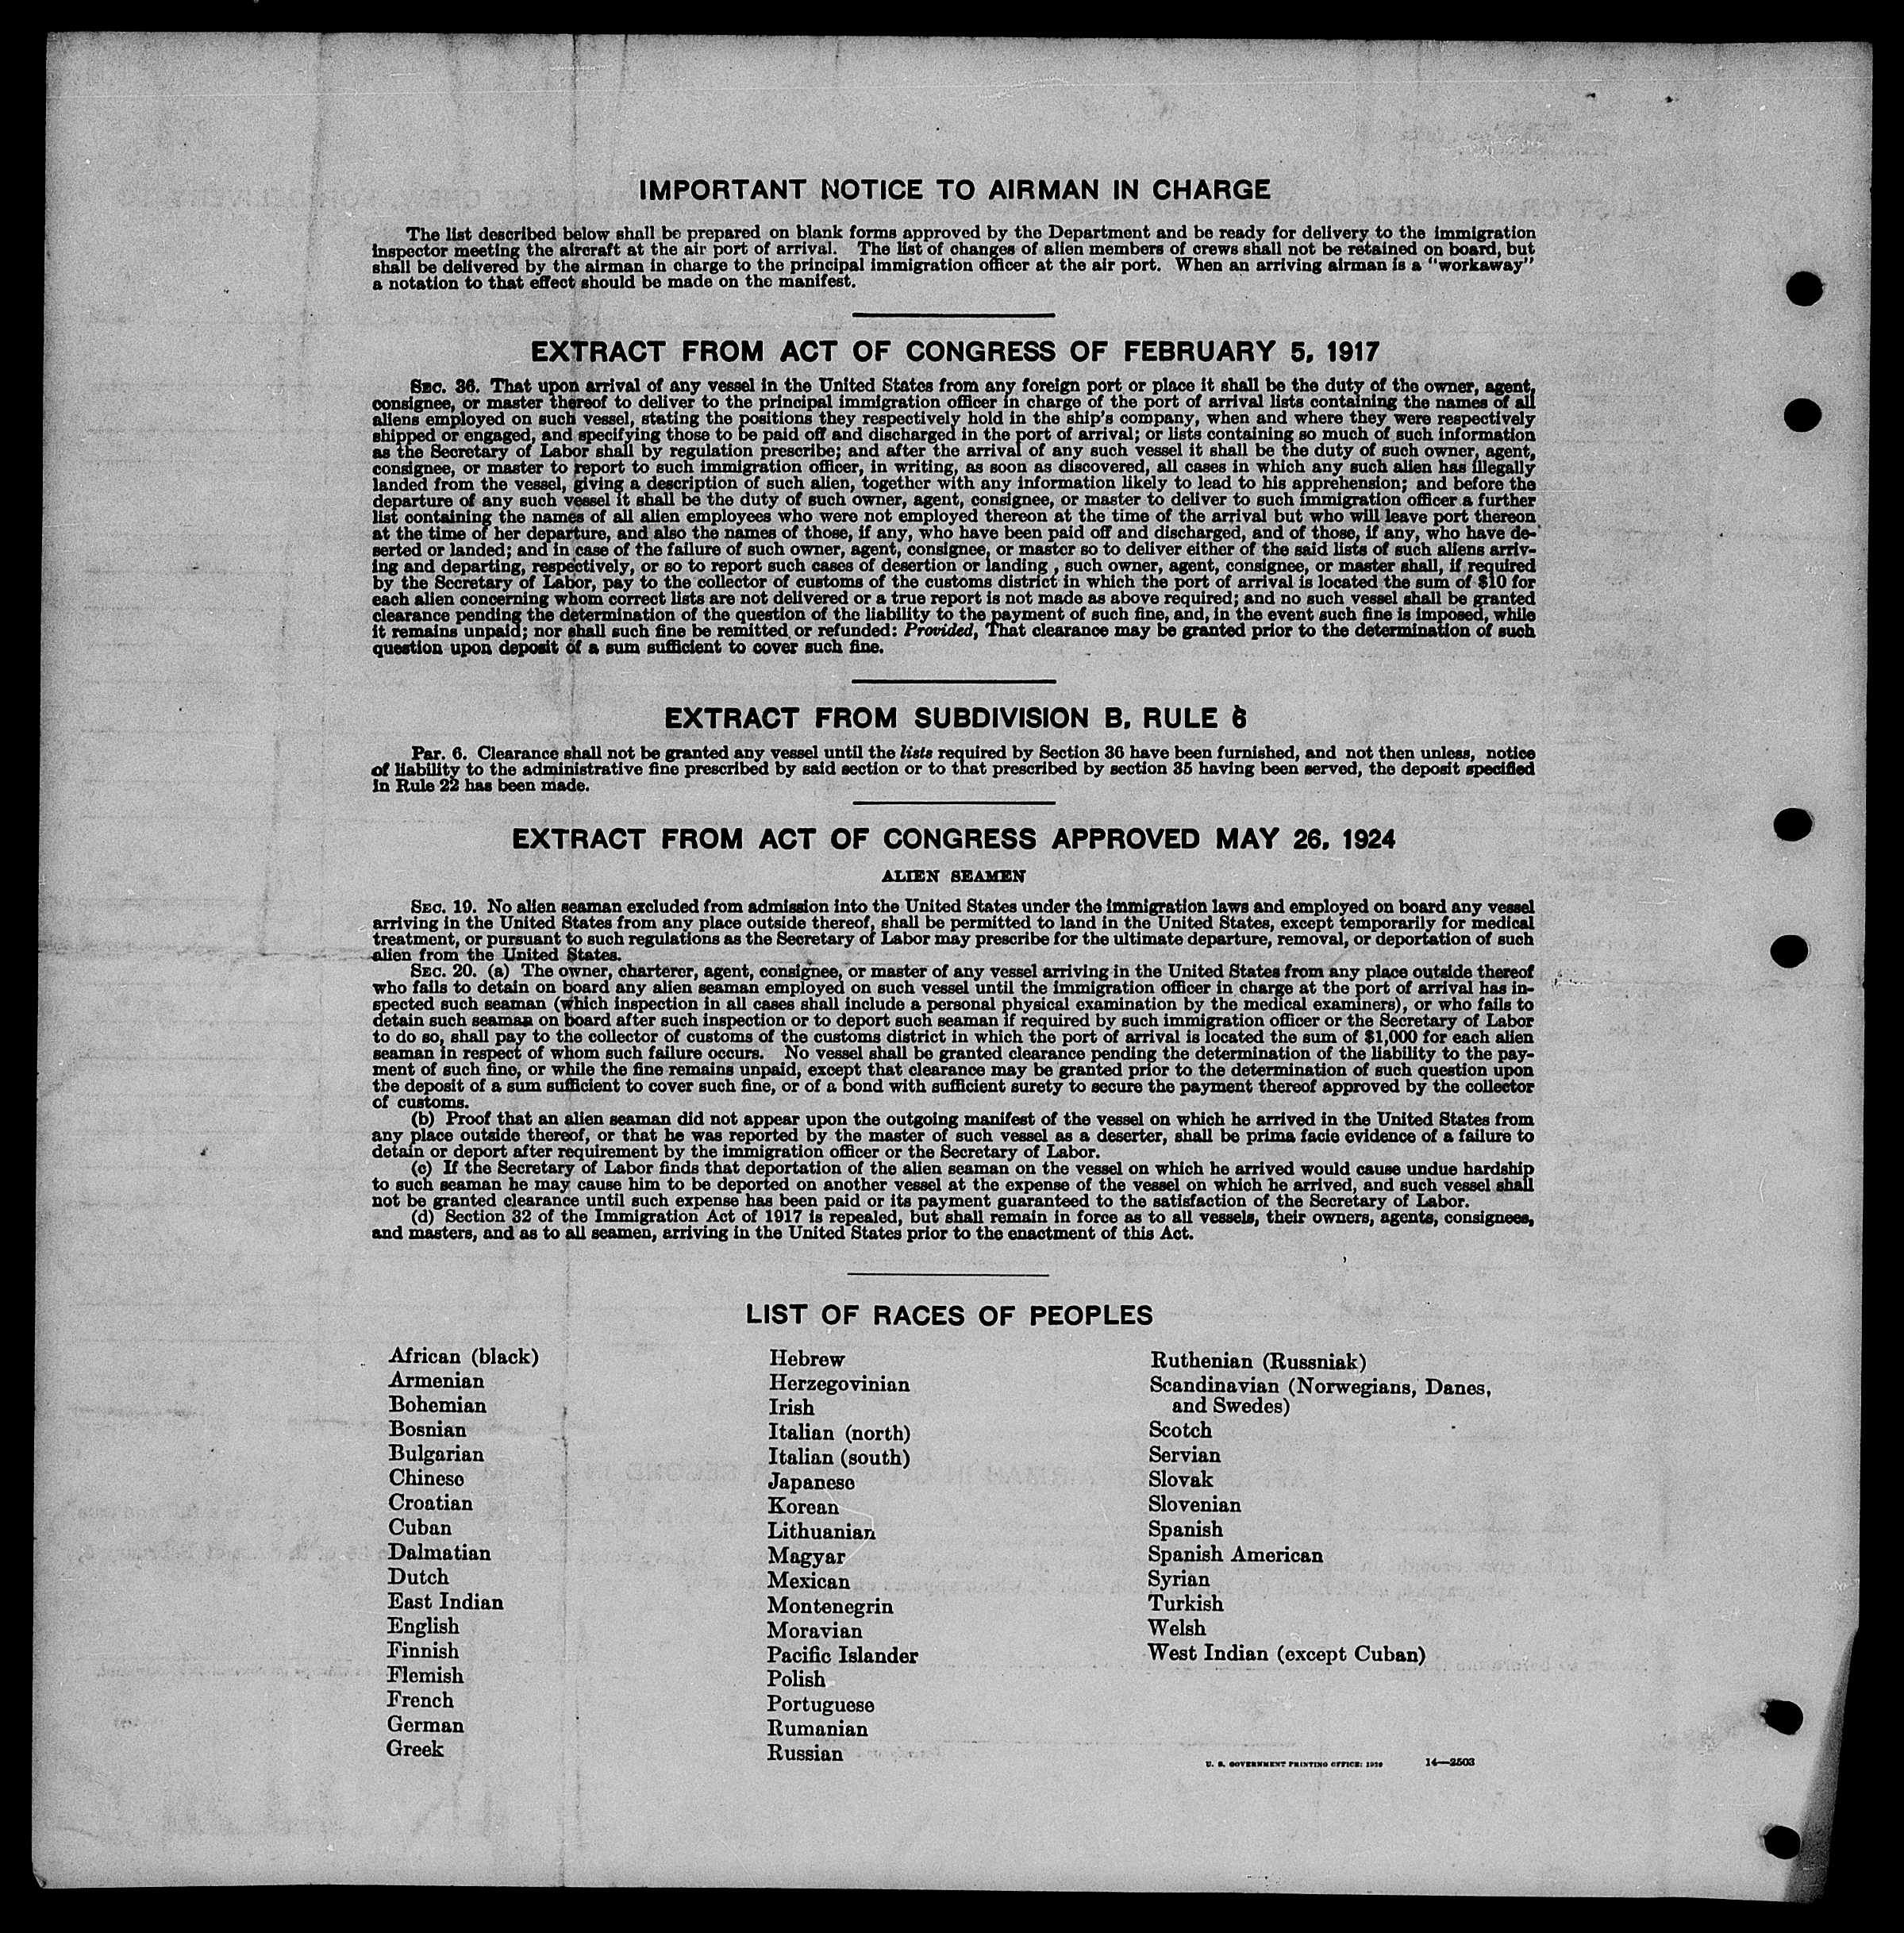 IMPORTANT NOTICE TO AIRMAN IN CHARGE
The list described below shall be prepared on blank forms approved by the Department and be ready for delivery to the immigration
inspector meeting the aircraft at the air port of arrival. The list of changes of alien members of crews shall not be retained on board, but
shall be delivered by the airman in charge to the principal immigration officer at the air port. When an arriving airman is a "workaway"
a notation to that effect should be made on the manifest.
EXTRACT FROM ACT OF CONGRESS OF FEBRUARY 5, 1917
SEC. 36. That upon arrival of any vessel in the United States from any foreign port or place it shall be the duty of the owner, agent,
consignee, or master thereof to deliver to the principal immigration officer in charge of the port of arrival lists containing the names of all
aliens employed on such vessel, stating the positions they respectively hold in the ship's company, when and where they were respectively
shipped or engaged, and specifying those to be paid off and discharged in the port of arrival; or lists containing so much of such information
as the Secretary of Labor shall by regulation prescribe; and after the arrival of any such vessel it shall be the duty of such owner, agent,
consignee, or master to report to such immigration officer, in writing, as soon as discovered, all cases in which any such alien has illegally
landed from the vessel, giving a description of such alien, together with any information likely to lead to his apprehension; and before the
departure of any such vessel it shall be the duty of such owner, agent, consignee, or master to deliver to such immigration officer a further
list containing the names of all alien employees who were not employed thereon at the time of the arrival but who will leave port thereon
at the time of her departure, and also the names of those, if any, who have been paid off and discharged, and of those, if any, who have de-
serted or landed; and in case of the failure of such owner, agent, consignee, or master so to deliver either of the said lists of such aliens arriv-
ing and departing, respectively, or so to report such cases of desertion or landing, such owner, agent, consignee, or master shall, if required
by the Secretary of Labor, pay to the collector of customs of the customs district in which the port of arrival is located the sum of $10 for
each alien concerning whom correct lists are not delivered or a true report is not made as above required; and no such vessel shall be granted
clearance pending the determination of the question of the liability to the payment of such fine, and, in the event such fine is imposed, while
it remains unpaid; nor shall such fine be remitted or refunded: Provided, That clearance may be granted prior to the determination of such
question upon deposit of a sum sufficient to cover such fine.
EXTRACT FROM SUBDIVISION B, RULE 6
Par. 6. Clearance shall not be granted any vessel until the lists required by Section 36 have been furnished, and not then unless, notice
of liability to the administrative fine prescribed by said section or to that prescribed by section 35 having been served, the deposit specified
in Rule 22 has been made.
EXTRACT FROM ACT OF CONGRESS APPROVED MAY 26, 1924
ALIEN SEAMEN
SEC. 19. No alien seaman excluded from admission into the United States under the immigration laws and employed on board any vessel
arriving in the United States from any place outside thereof, shall be permitted to land in the United States, except temporarily for medical
treatment, or pursuant to such regulations as the Secretary of Labor may prescribe for the ultimate departure, removal, or deportation of such
alien from the United States.
SEC. 20. (a) The owner, charterer, agent, consignee, or master of any vessel arriving in the United States from any place outside thereof
who fails to detain on board any alien seaman employed on such vessel until the immigration officer in charge at the port of arrival has in-
spected such seaman (which inspection in all cases shall include a personal physical examination by the medical examiners), or who fails to
detain such seaman on board after such inspection or to deport such seaman if required by such immigration officer or the Secretary of Labor
to do so, shall pay to the collector of customs of the customs district in which the port of arrival is located the sum of $1,000 for each alien
seaman in respect of whom such failure occurs. No vessel shall be granted clearance pending the determination of the liability to the pay-
ment of such fine, or while the fine remains unpaid, except that clearance may be granted prior to the determination of such question upon
the deposit of a sum sufficient to cover such fine, or of a bond with sufficient surety to secure the payment thereof approved by the collector
of customs.
(b) Proof that an alien seaman did not appear upon the outgoing manifest of the vessel on which he arrived in the United States from
any place outside thereof, or that he was reported by the master of such vessel as a deserter, shall be prima facie evidence of a failure to
detain or deport after requirement by the immigration officer or the Secretary of Labor.
(c) If the Secretary of Labor finds that deportation of the alien seaman on the vessel on which he arrived would cause undue hardship
to such seaman he may cause him to be deported on another vessel at the expense of the vessel on which he arrived, and such vessel shall
not be granted clearance until such expense has been paid or its payment guaranteed to the satisfaction of the Secretary of Labor.
(d) Section 32 of the Immigration Act of 1917 is repealed, but shall remain in force as to all vessels, their owners, agents, consignees,
and masters, and as to all seamen, arriving in the United States prior to the enactment of this Act.
LIST OF RACES OF PEOPLES
African (black)
Armenian
Bohemian
Bosnian
Bulgarian
Chinese
Croatian
Cuban
Dalmatian
Dutch
East Indian
English
Finnish
Flemish
French
German
Greek
Hebrew
Herzegovinian
Irish
Italian (north)
Italian (south)
Japanese
Korean
Lithuanian
Magyar
Mexican
Montenegrin
Moravian
Pacific Islander
Polish
Portuguese
Rumanian
Russian
Ruthenian (Russniak)
Scandinavian (Norwegians, Danes,
and Swedes)
Scotch
Servian
Slovak
Slovenian
Spanish
Spanish American
Syrian
Turkish
Welsh
West Indian (except Cuban)
U. S. GOVERNMENT PRINTING OFFICE: 1929 14—2503